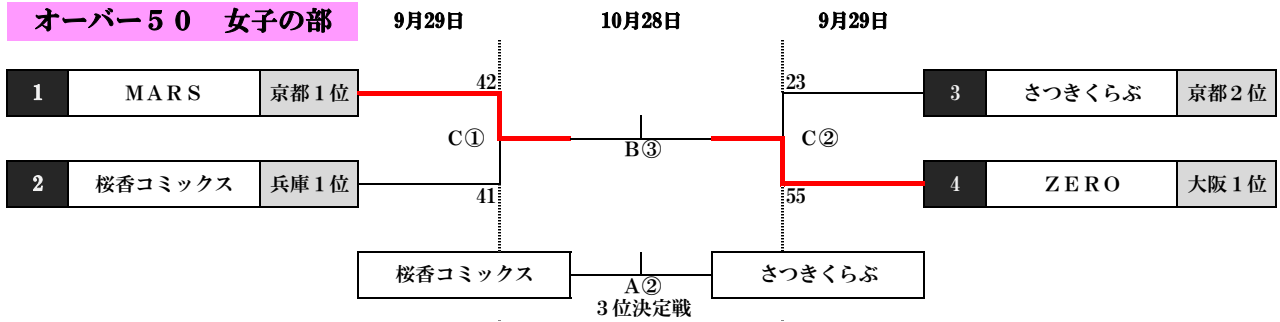 オーバー５０　女子の部
9月29日
10月28日
9月29日
42
23
1 ＭＡＲＳ 京都１位
3 さつきくらぶ 京都２位
C①
B③
C②
2 桜香コミックス 兵庫１位
4 ＺＥＲＯ 大阪１位
41
55
桜香コミックス
さつきくらぶ
A②
３位決定戦